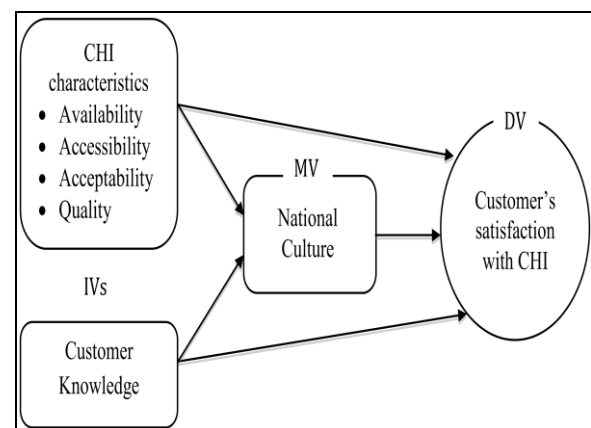 CHI
characteristics
• Availability
• Accessibility
• Acceptability
• Quality
IVs
Customer
Knowledge
MV
National
Culture
DV
Customer’s
satisfaction
with CHI